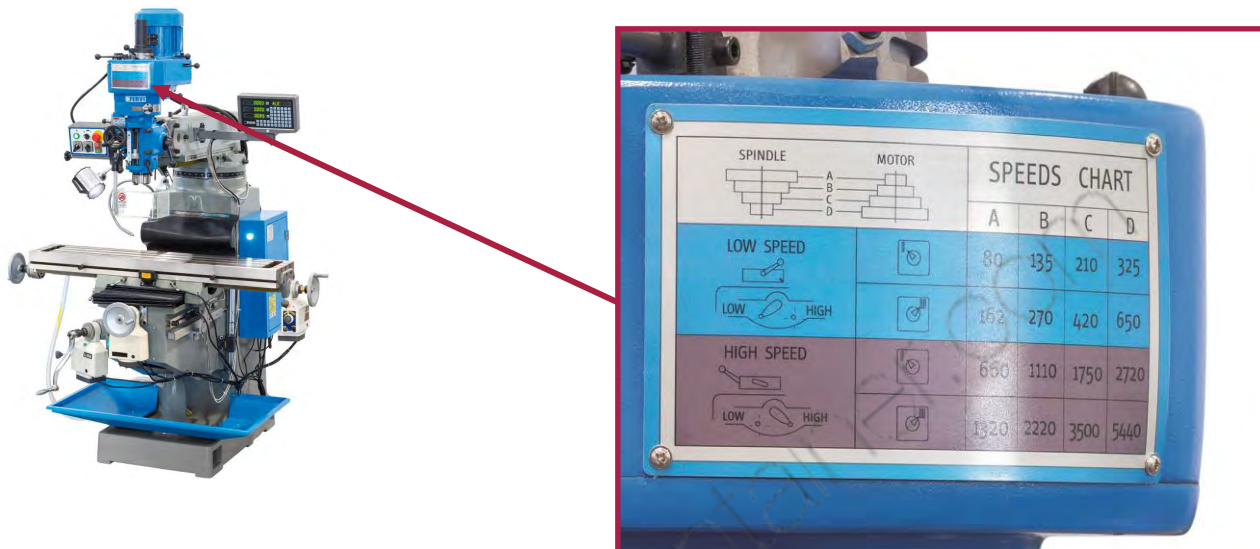 SPINDLE MOTOR SPEEDS CHART
A
B
C
D
A B C D
LOW SPEED
80 135 210 325
LOW HIGH
162 270 420 650
HIGH SPEED
660 1110 1750 2720
LOW HIGH
1320 2220 3500 5440